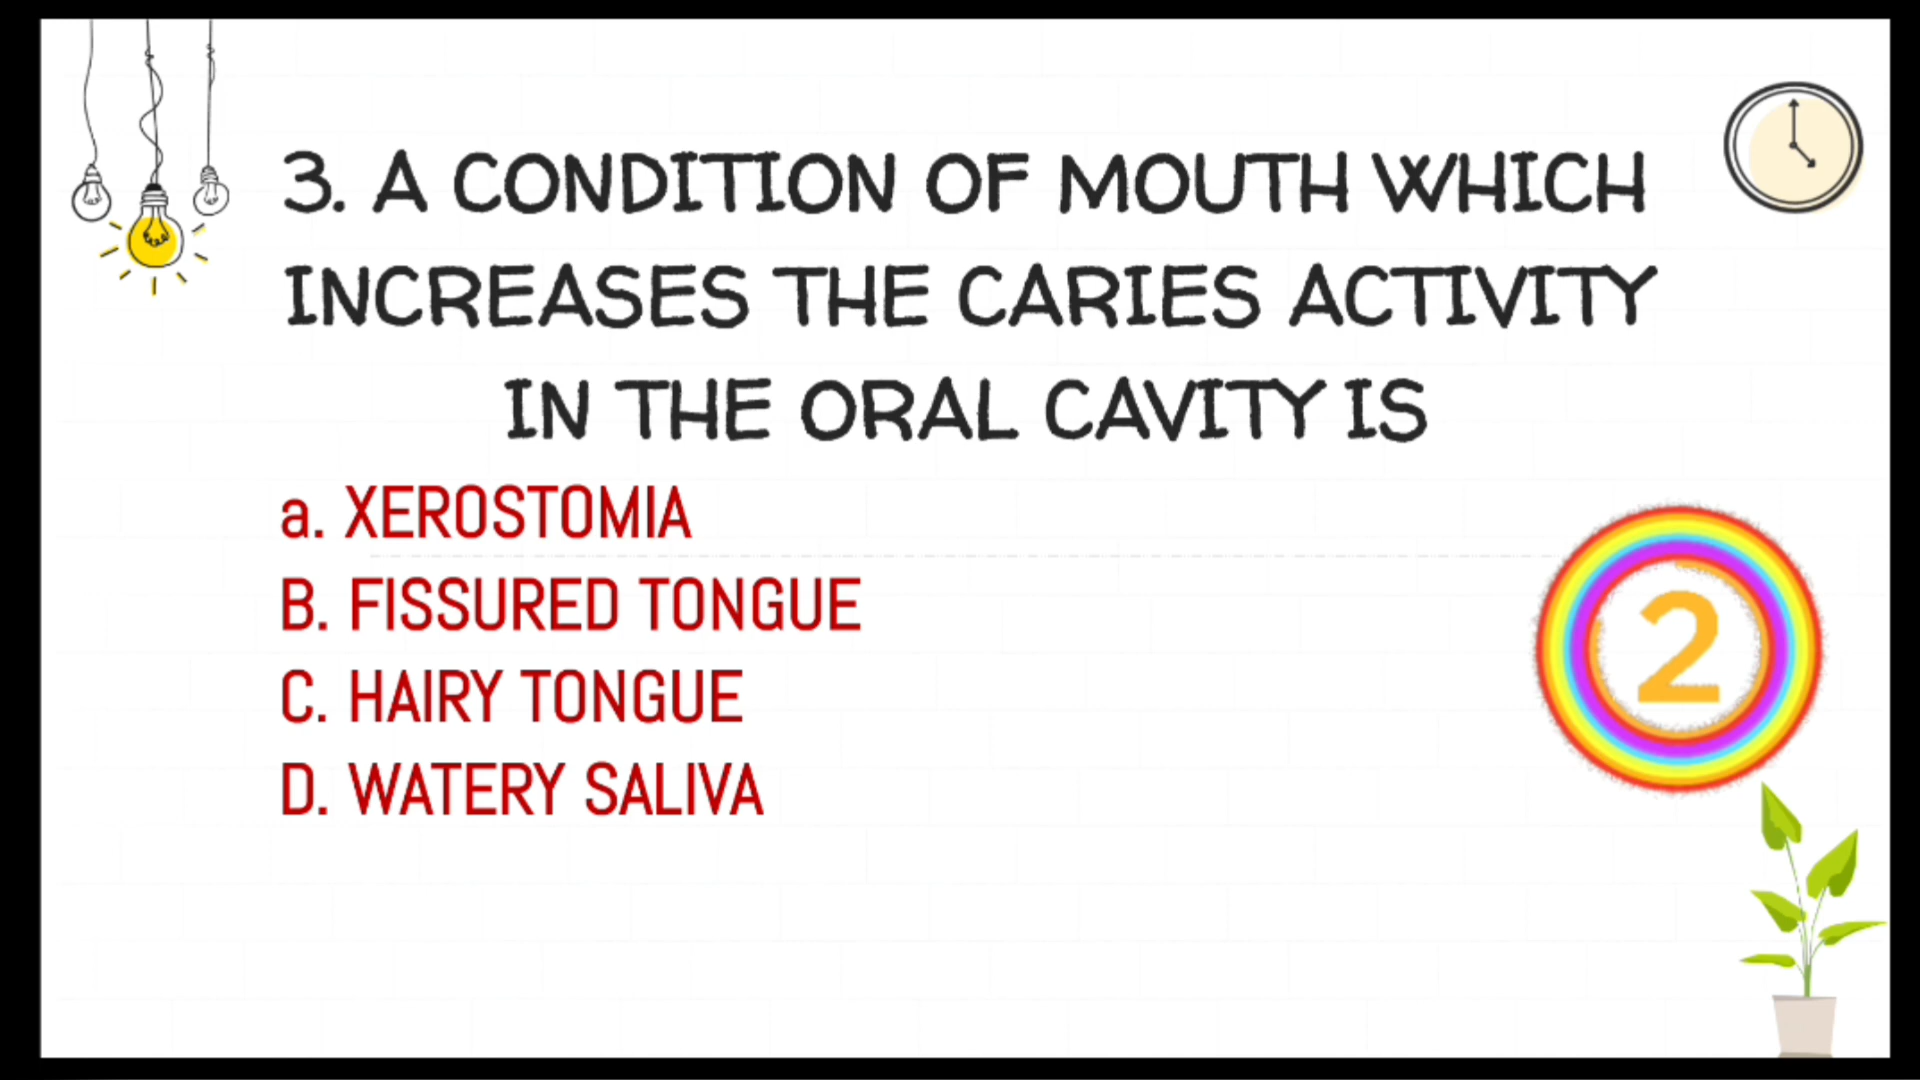 3. A CONDITION OF MOUTH WHICH
INCREASES THE CARIES ACTIVITY
IN THE ORAL CAVITY IS
a. XEROSTOMIA
B. FISSURED TONGUE
C. HAIRY TONGUE
D. WATERY SALIVA
2